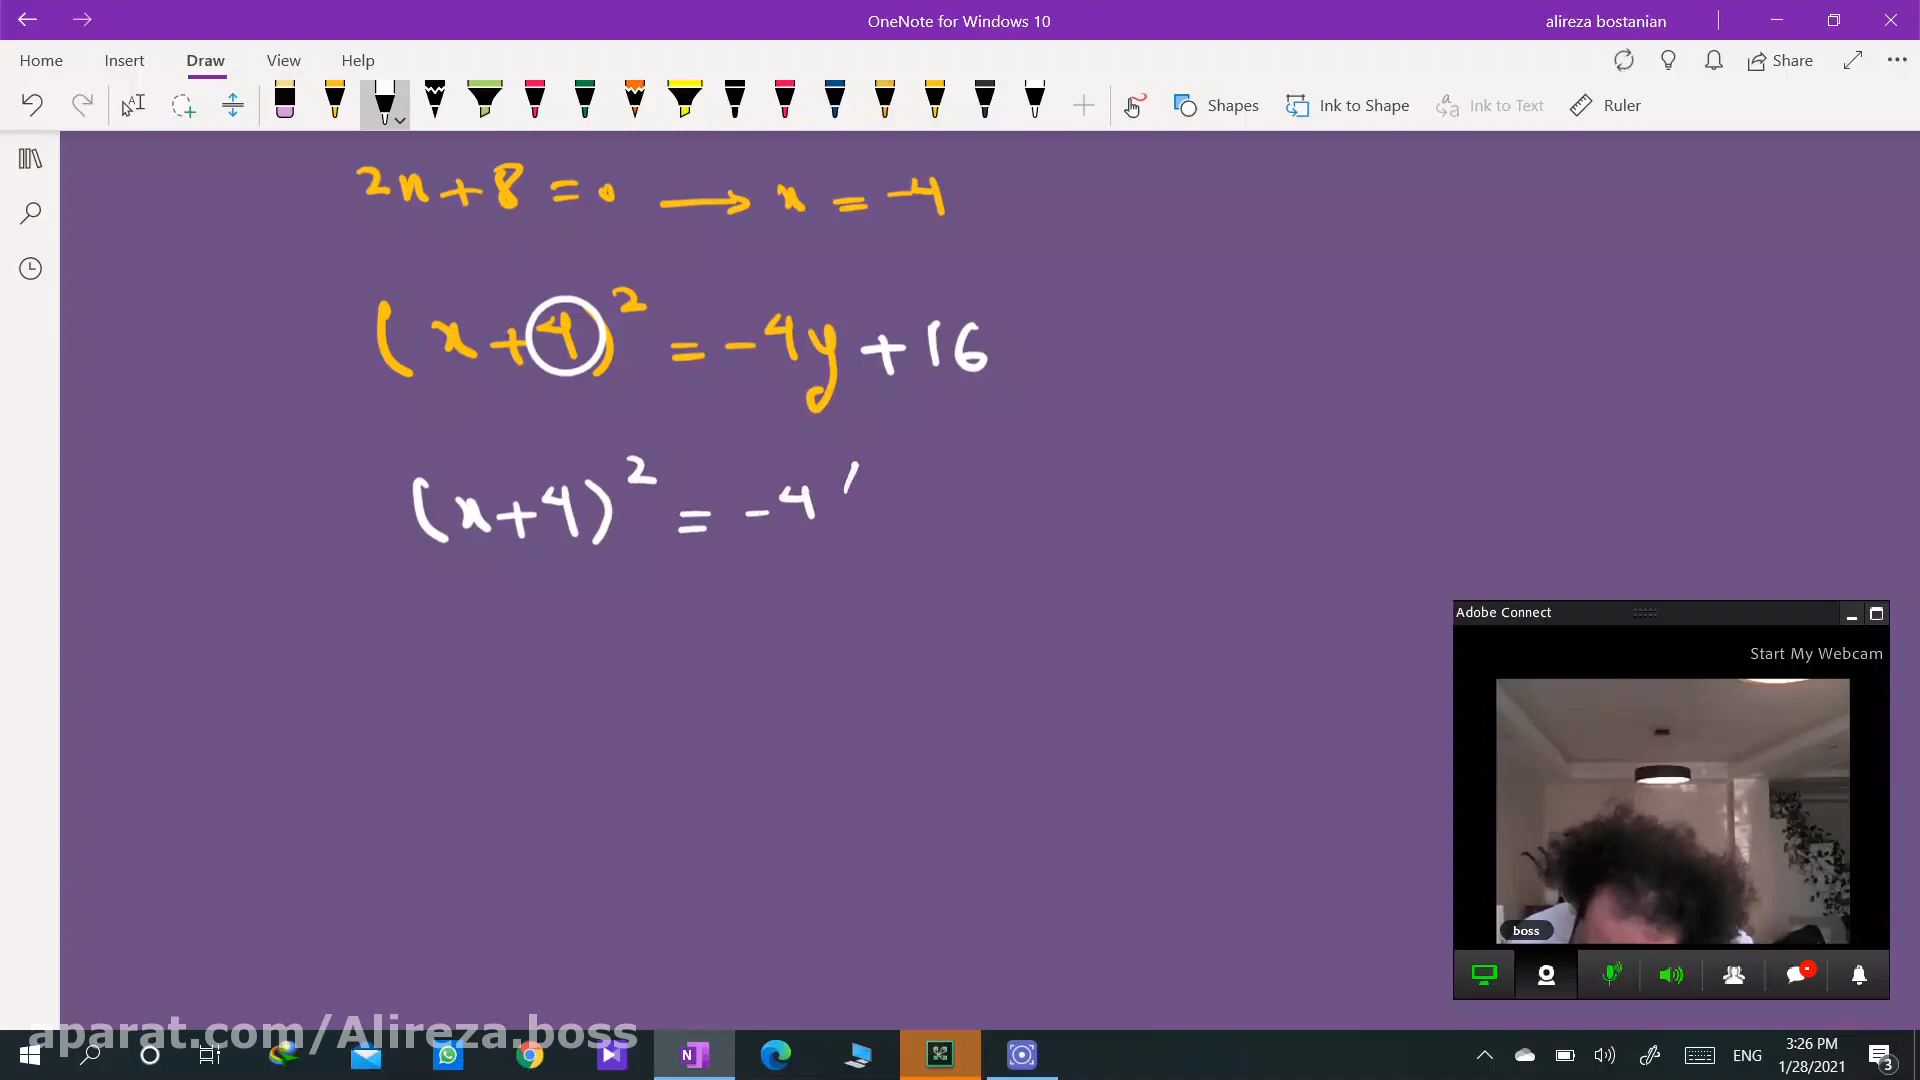 OneNote for Windows 10
alireza bostanian
Home Insert Draw View Help
Share
Shapes Ink to Shape Ink to Text Ruler
2x + 8 = 0 → x = -4
(x+4)² = -4y + 16
(x+4)² = -4
Adobe Connect
Start My Webcam
boss
aparat.com/Alireza.boss
ENG
3:26 PM
1/28/2021
3